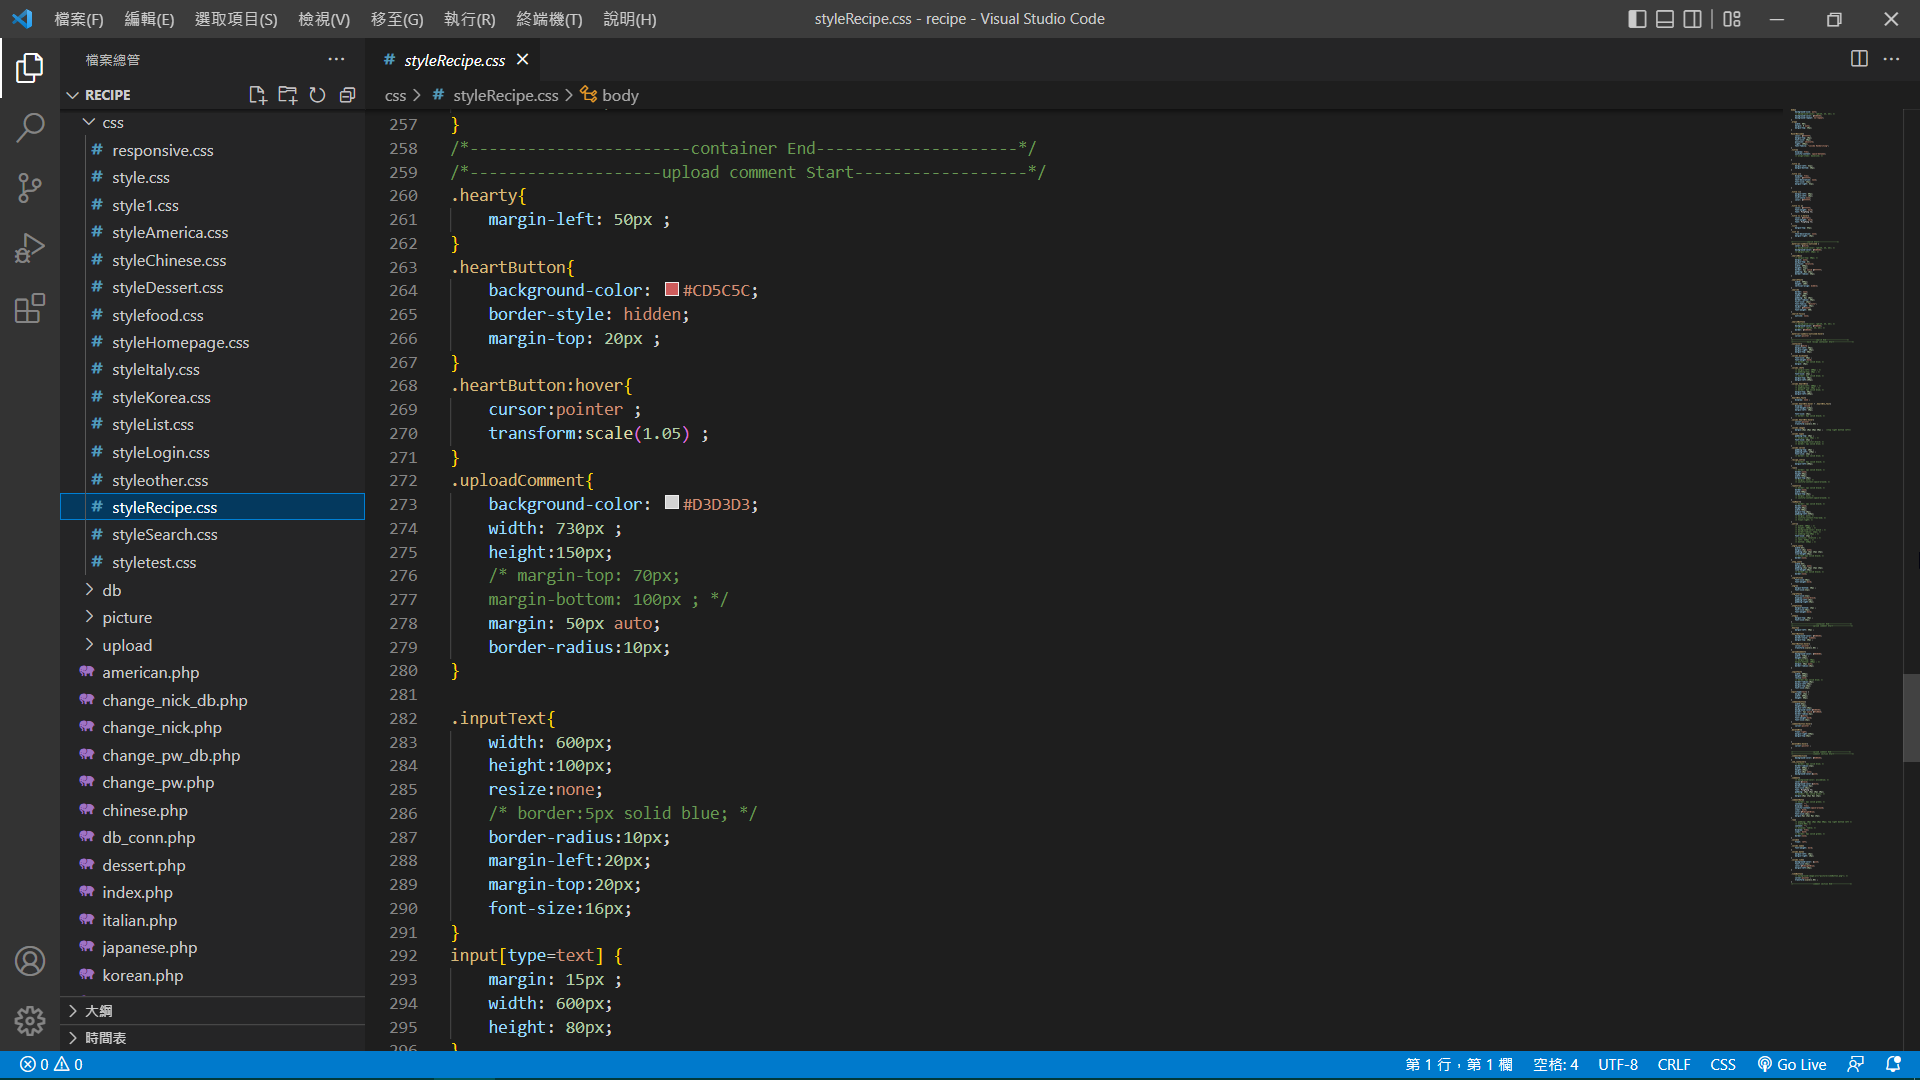 檔案(F) 編輯(E) 選取項目(S) 檢視(V) 移至(G) 執行(R) 終端機(T) 說明(H) styleRecipe.css - recipe - Visual Studio Code
檔案總管
RECIPE
css
# responsive.css
# style.css
# style1.css
# styleAmerica.css
# styleChinese.css
# styleDessert.css
# stylefood.css
# styleHomepage.css
# styleItaly.css
# styleKorea.css
# styleList.css
# styleLogin.css
# styleother.css
# styleRecipe.css
# styleSearch.css
# styletest.css
db
picture
upload
american.php
change_nick_db.php
change_nick.php
change_pw_db.php
change_pw.php
chinese.php
db_conn.php
dessert.php
index.php
italian.php
japanese.php
korean.php
大綱
時間表
# styleRecipe.css
css > # styleRecipe.css > body
257 }
258 /*-----------------------container End---------------------*/
259 /*--------------------upload comment Start------------------*/
260 .hearty{
261 margin-left: 50px ;
262 }
263 .heartButton{
264 background-color: #CD5C5C;
265 border-style: hidden;
266 margin-top: 20px ;
267 }
268 .heartButton:hover{
269 cursor:pointer ;
270 transform:scale(1.05) ;
271 }
272 .uploadComment{
273 background-color: #D3D3D3;
274 width: 730px ;
275 height:150px;
276 /* margin-top: 70px;
277 margin-bottom: 100px ; */
278 margin: 50px auto;
279 border-radius:10px;
280 }
281
282 .inputText{
283 width: 600px;
284 height:100px;
285 resize:none;
286 /* border:5px solid blue; */
287 border-radius:10px;
288 margin-left:20px;
289 margin-top:20px;
290 font-size:16px;
291 }
292 input[type=text] {
293 margin: 15px ;
294 width: 600px;
295 height: 80px;
296 }
0 0 第 1 行，第 1 欄 空格: 4 UTF-8 CRLF CSS Go Live